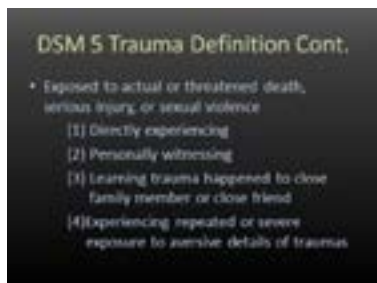 DSM 5 Trauma Definition Cont.
• Exposed to actual or threatened death,
serious injury, or sexual violence
[1] Directly experiencing
[2] Personally witnessing
[3] Learning trauma happened to close
family member or close friend
[4]Experiencing repeated or severe
exposure to aversive details of traumas